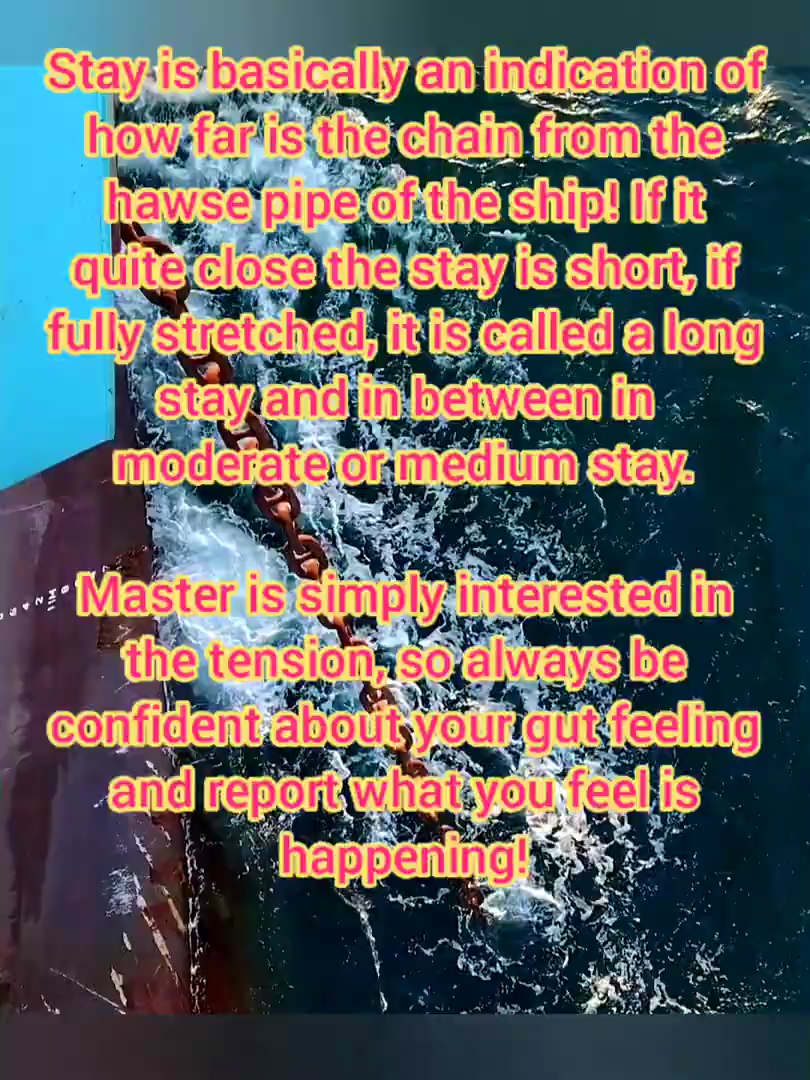 Stay is basically an indication of
how far is the chain from the
hawse pipe of the ship! If it
quite close the stay is short, if
fully stretched, it is called a long
stay and in between in
moderate or medium stay.
Master is simply interested in
the tension, so always be
confident about your gut feeling
and report what you feel is
happening!